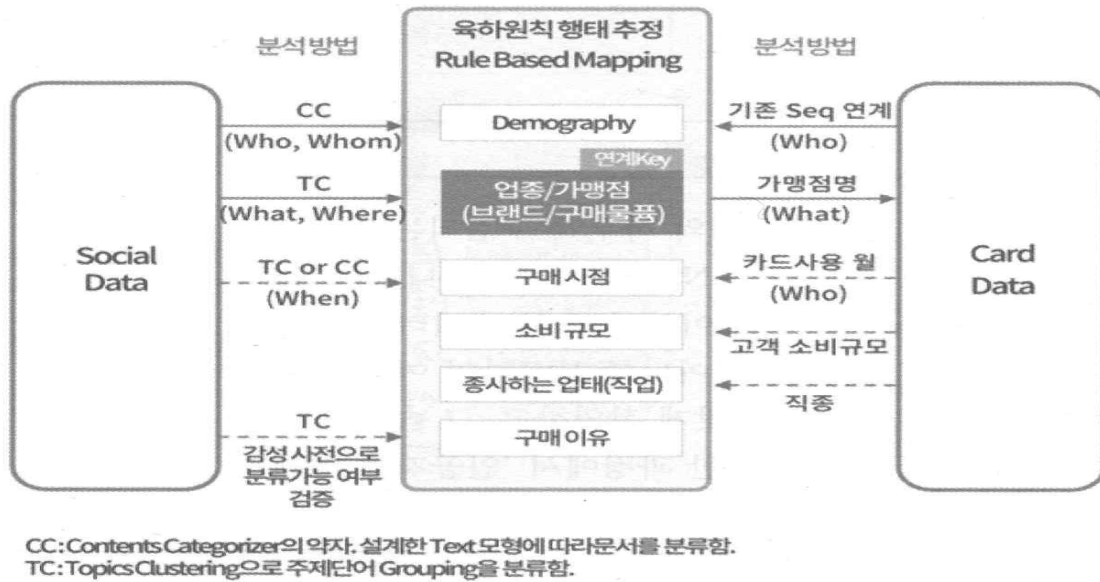 분석방법
육하원칙 행태 추정
Rule Based Mapping
분석방법
Social
Data
CC
(Who, Whom)
TC
(What, Where)
TC or CC
(When)
TC
감성 사전으로
분류가능 여부
검증
Demography
연계Key
업종/가맹점
(브랜드/구매물품)
구매 시점
소비 규모
종사하는 업태(직업)
구매 이유
기존 Seq 연계
(Who)
가맹점명
(What)
카드사용 월
(Who)
고객 소비규모
직종
Card
Data
CC:Contents Categorizer의 약자. 설계한 Text 모형에 따라문서를 분류함.
TC:Topics Clustering으로 주제단어 Grouping을 분류함.